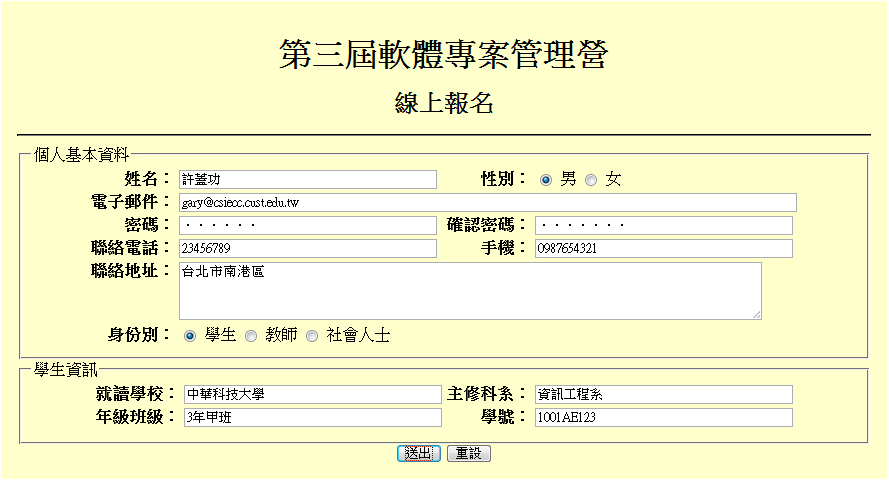 第三屆軟體專案管理營
線上報名
個人基本資料
姓名： 許蓋功 性別： 男 女
電子郵件： gary@csiecc.cust.edu.tw
密碼： ・・・・・・ 確認密碼： ・・・・・・・
聯絡電話： 23456789 手機： 0987654321
聯絡地址： 台北市南港區
身份別： 學生 教師 社會人士
學生資訊
就讀學校： 中華科技大學 主修科系： 資訊工程系
年級班級： 3年甲班 學號： 1001AE123
送出 重設